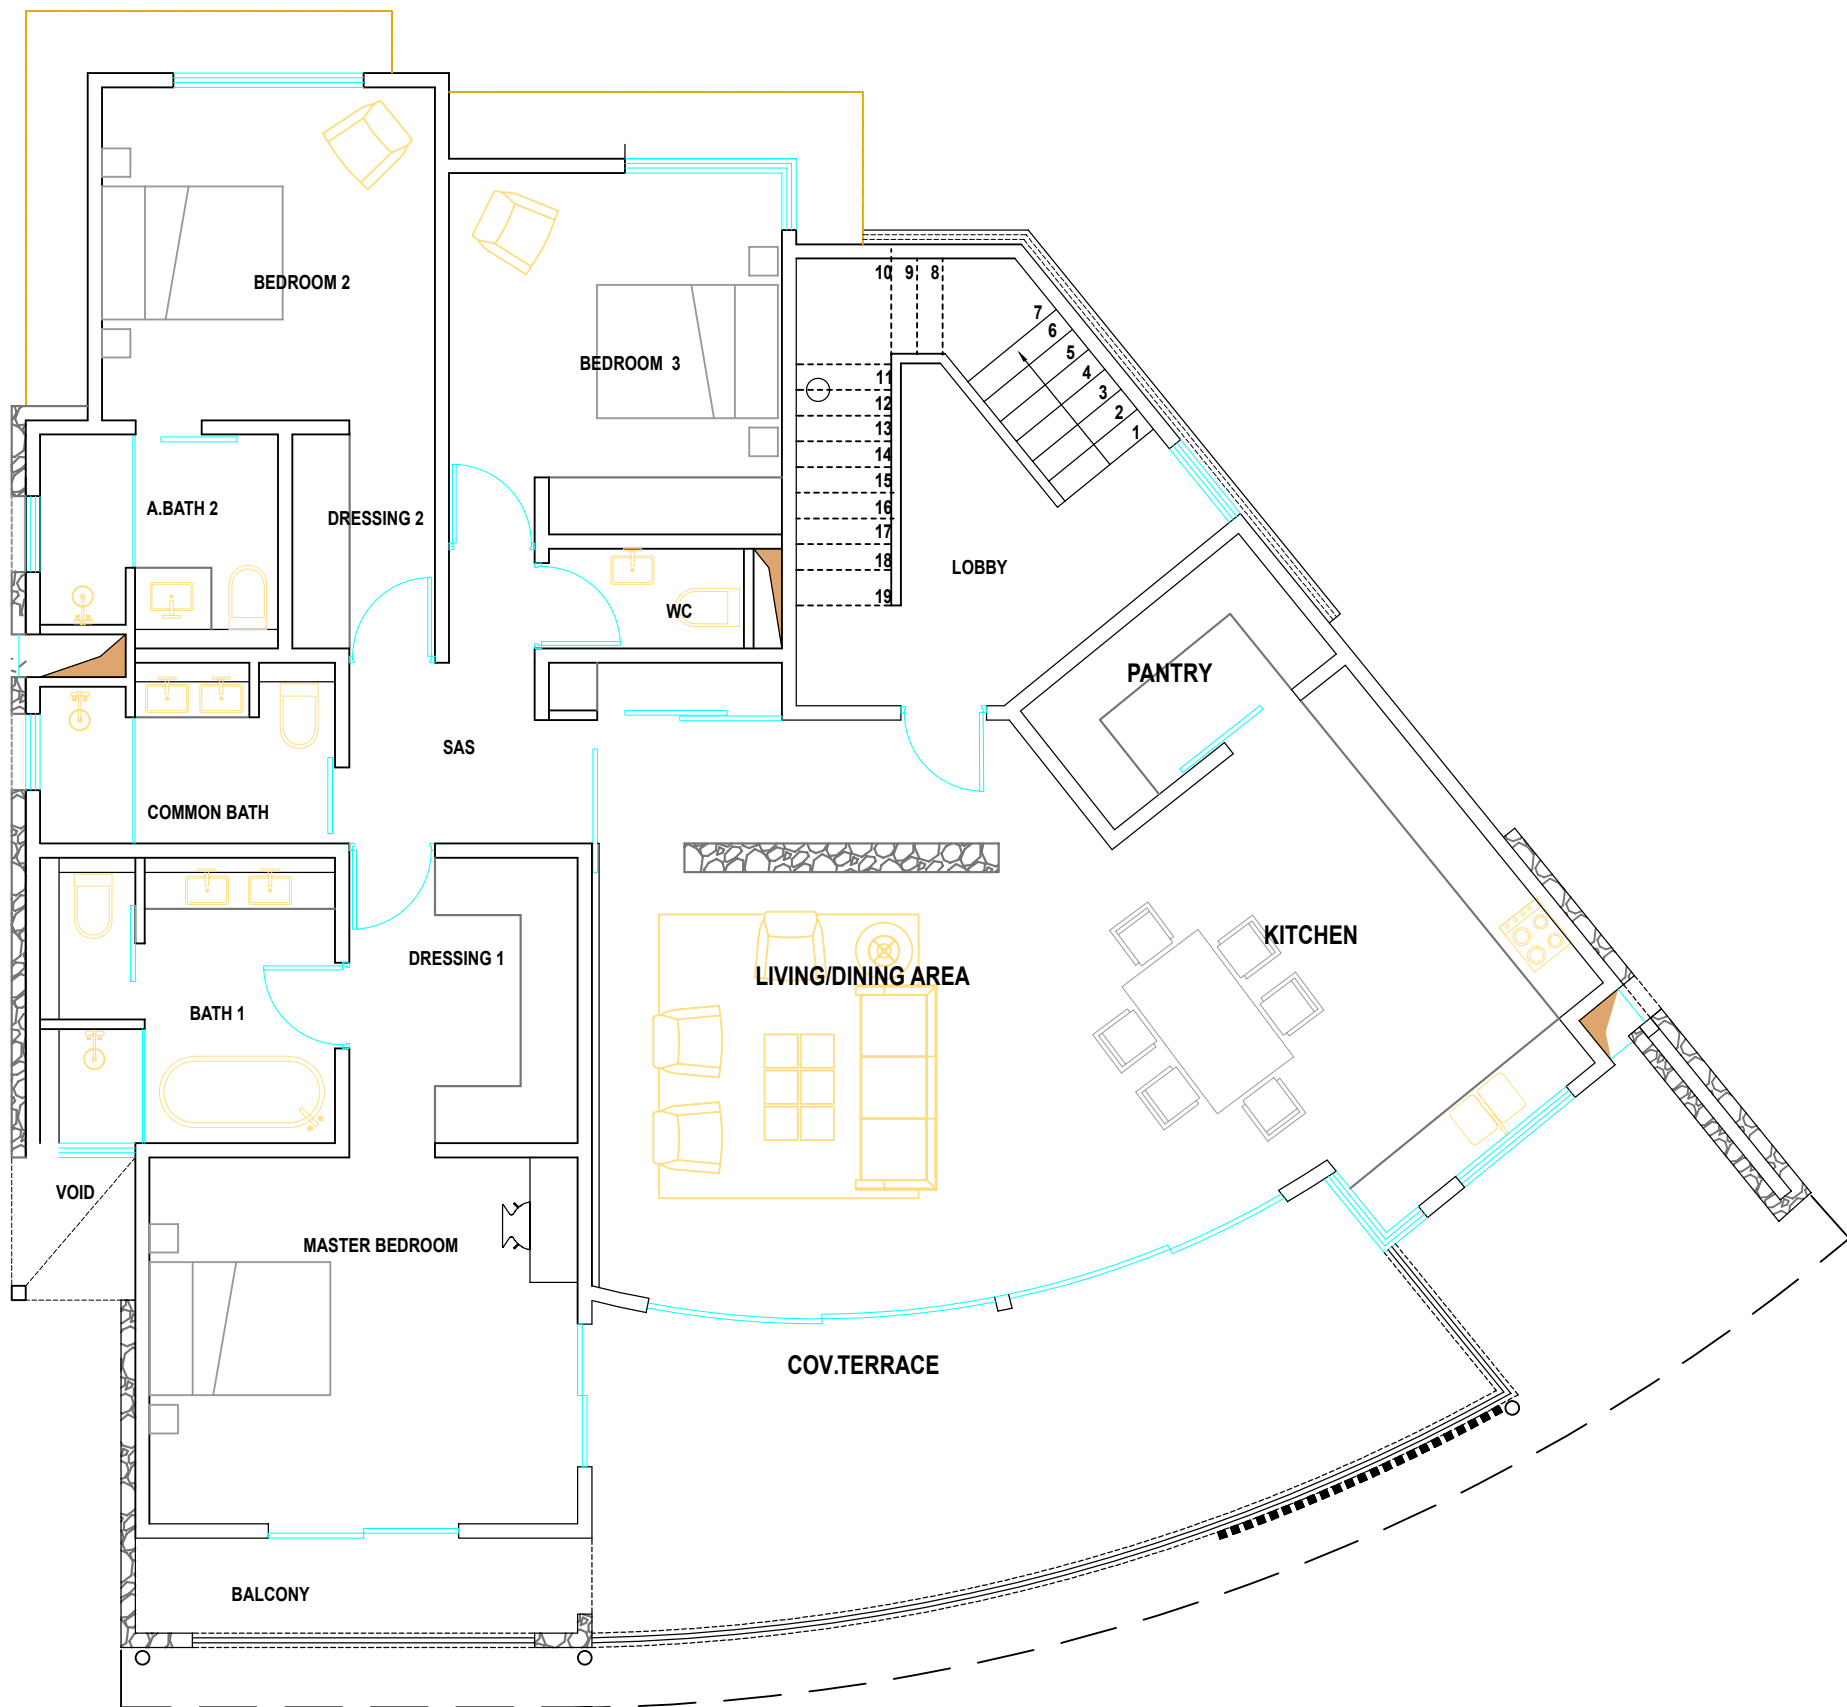 BEDROOM 2
BEDROOM 3
10 9 8
7
6
5
4
3
2
1
11
12
13
14
15
16
17
18
19
A.BATH 2
DRESSING 2
LOBBY
WC
PANTRY
SAS
COMMON BATH
KITCHEN
DRESSING 1
LIVING/DINING AREA
BATH 1
VOID
MASTER BEDROOM
COV.TERRACE
BALCONY